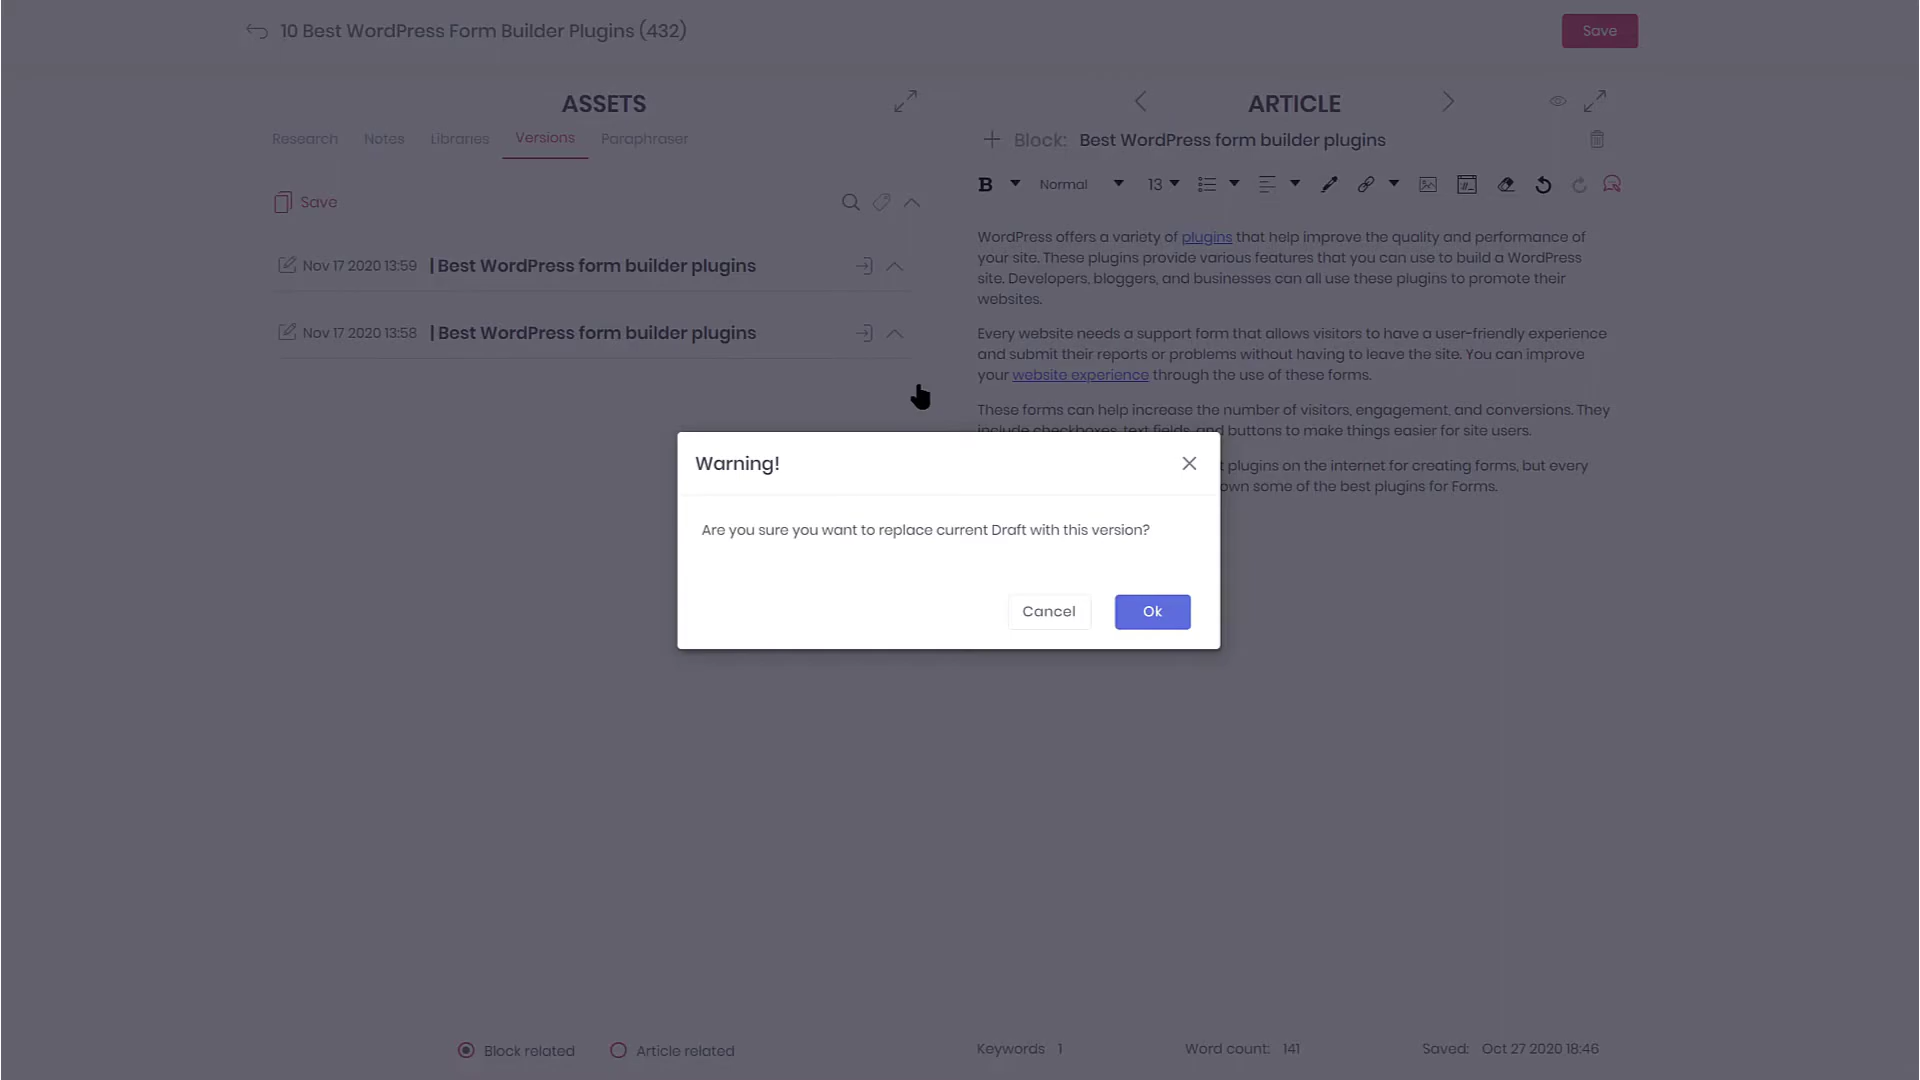 10 Best WordPress Form Builder Plugins (432)
Save
ASSETS
Research Notes Libraries Versions Paraphraser
Save
Nov 17 2020 13:59 | Best WordPress form builder plugins
Nov 17 2020 13:58 | Best WordPress form builder plugins
ARTICLE
Block: Best WordPress form builder plugins
B Normal 13
WordPress offers a variety of plugins that help improve the quality and performance of
your site. These plugins provide various features that you can use to build a WordPress
site. Developers, bloggers, and businesses can all use these plugins to promote their
websites.
Every website needs a support form that allows visitors to have a user-friendly experience
and submit their reports or problems without having to leave the site. You can improve
your website experience through the use of these forms.
These forms can help increase the number of visitors, engagement, and conversions. They
include checkboxes, text fields, and buttons to make things easier for site users.
plugins on the internet for creating forms, but every
own some of the best plugins for Forms.
Warning!
Are you sure you want to replace current Draft with this version?
Cancel Ok
Block related Article related
Keywords 1 Word count: 141 Saved: Oct 27 2020 18:46